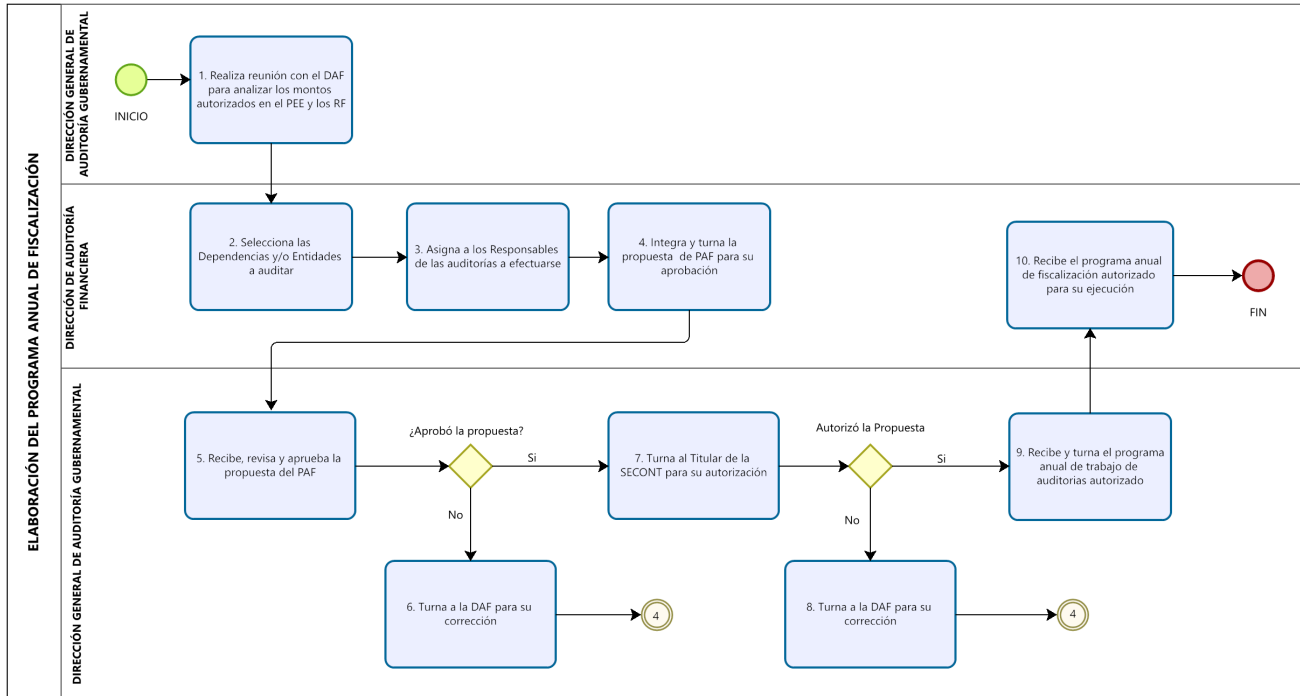 ELABORACIÓN DEL PROGRAMA ANUAL DE FISCALIZACIÓN
DIRECCIÓN GENERAL DE
AUDITORÍA GUBERNAMENTAL
INICIO
1. Realiza reunión con el DAF
para analizar los montos
autorizados en el PEE y los RF
DIRECCIÓN DE AUDITORÍA
FINANCIERA
2. Selecciona las
Dependencias y/o Entidades
a auditar
3. Asigna a los Responsables
de las auditorias a efectuarse
4. Integra y turna la
propuesta de PAF para su
aprobación
10. Recibe el programa anual
de fiscalización autorizado
para su ejecución
FIN
DIRECCIÓN GENERAL DE AUDITORÍA GUBERNAMENTAL
5. Recibe, revisa y aprueba la
propuesta del PAF
¿Aprobó la propuesta?
Si
No
6. Turna a la DAF para su
corrección
4
7. Turna al Titular de la
SECONT para su autorización
Autorizó la Propuesta
Si
No
8. Turna a la DAF para su
corrección
4
9. Recibe y turna el programa
anual de trabajo de
auditorias autorizado